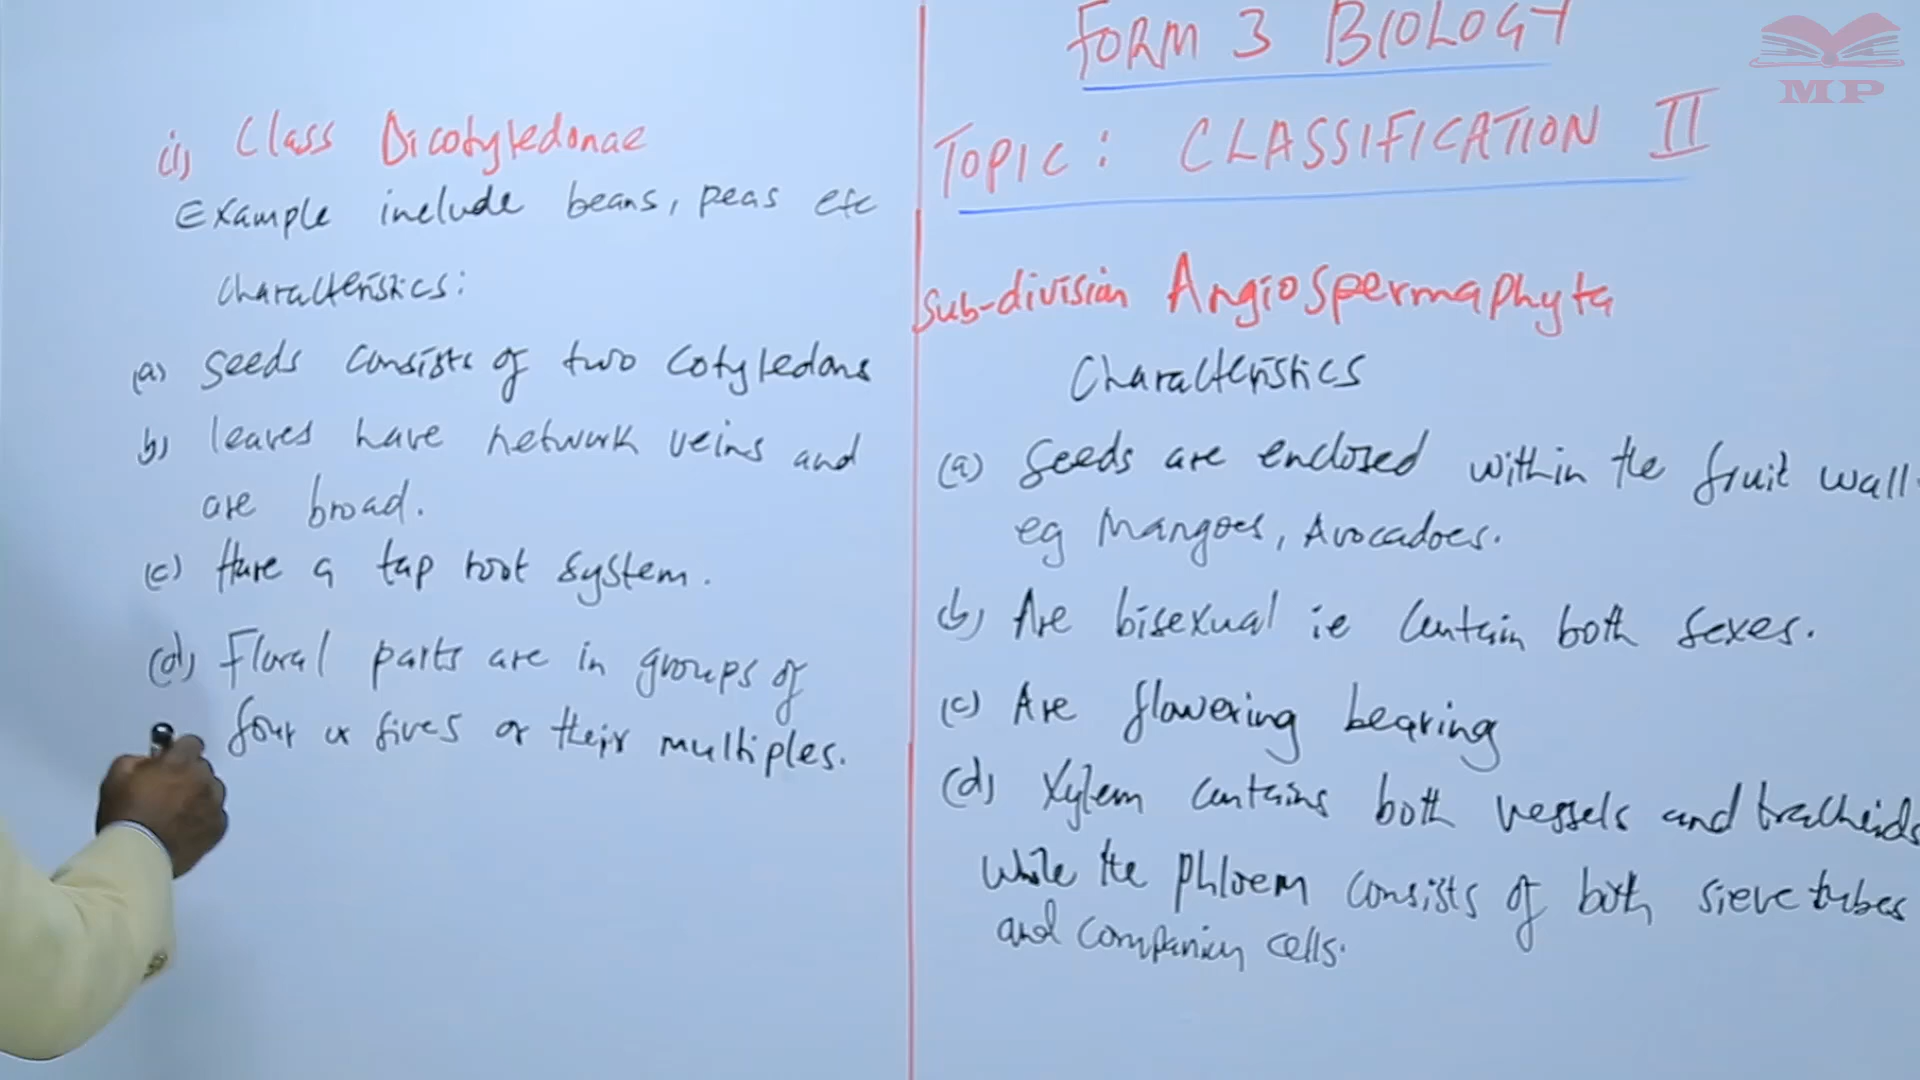 FORM 3 BIOLOGY
TOPIC: CLASSIFICATION II
Sub-division Angiospermaphyta
Characteristics
(a) Seeds are enclosed within the fruit wall.
eg Mangoes, Avocadoes.
(b) Are bisexual ie contain both sexes.
(c) Are flowering bearing
(d) Xylem contains both vessels and tracheids
While the phloem consists of both sieve tubes
and companion cells.
ii) Class Dicotyledonae
Example include beans, peas etc
Characteristics:
(a) Seeds consists of two cotyledons
b) leaves have network veins and
are broad.
(c) Have a tap root system.
(d) Floral parts are in groups of
four or fives or their multiples.
MP